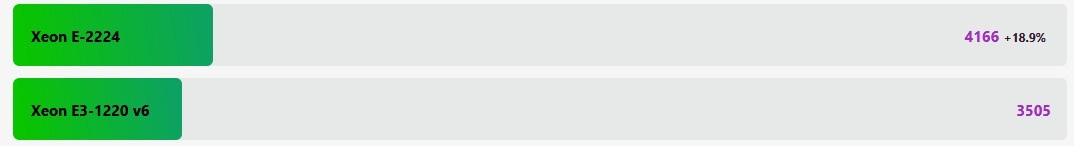 Xeon E-2224 4166 +18.9%
Xeon E3-1220 v6 3505